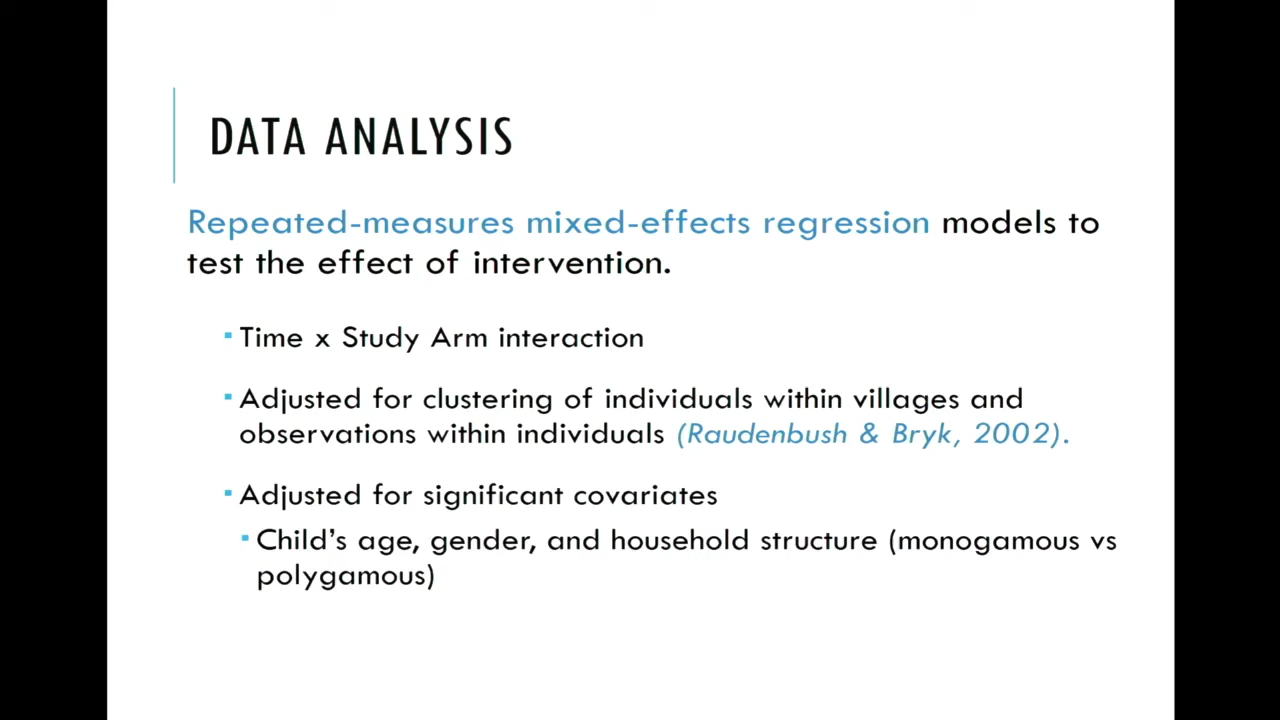 DATA ANALYSIS
Repeated-measures mixed-effects regression models to
test the effect of intervention.
▪ Time x Study Arm interaction
▪ Adjusted for clustering of individuals within villages and
observations within individuals (Raudenbush & Bryk, 2002).
▪ Adjusted for significant covariates
▪ Child's age, gender, and household structure (monogamous vs
polygamous)